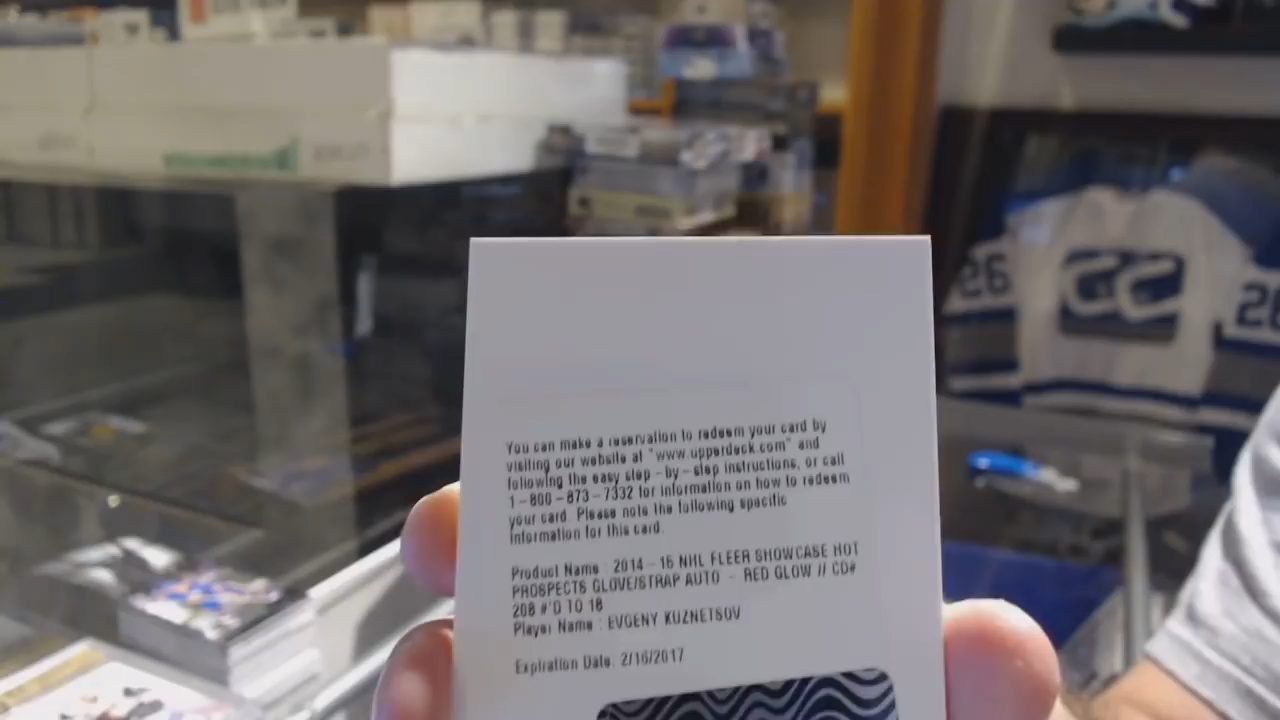 You can make a reservation to redeem your card by
visiting our website at "www.upperdeck.com" and
following the easy step-by-step instructions, or call
1-800-873-7332 for information on how to redeem
your card. Please note the following specific
information for this card.
Product Name : 2014-15 NHL FLEER SHOWCASE HOT
PROSPECTS GLOVE/STRAP AUTO - RED GLOW // CD#
208 #'D TO 18
Player Name : EVGENY KUZNETSOV
Expiration Date: 2/16/2017
26
CC
26